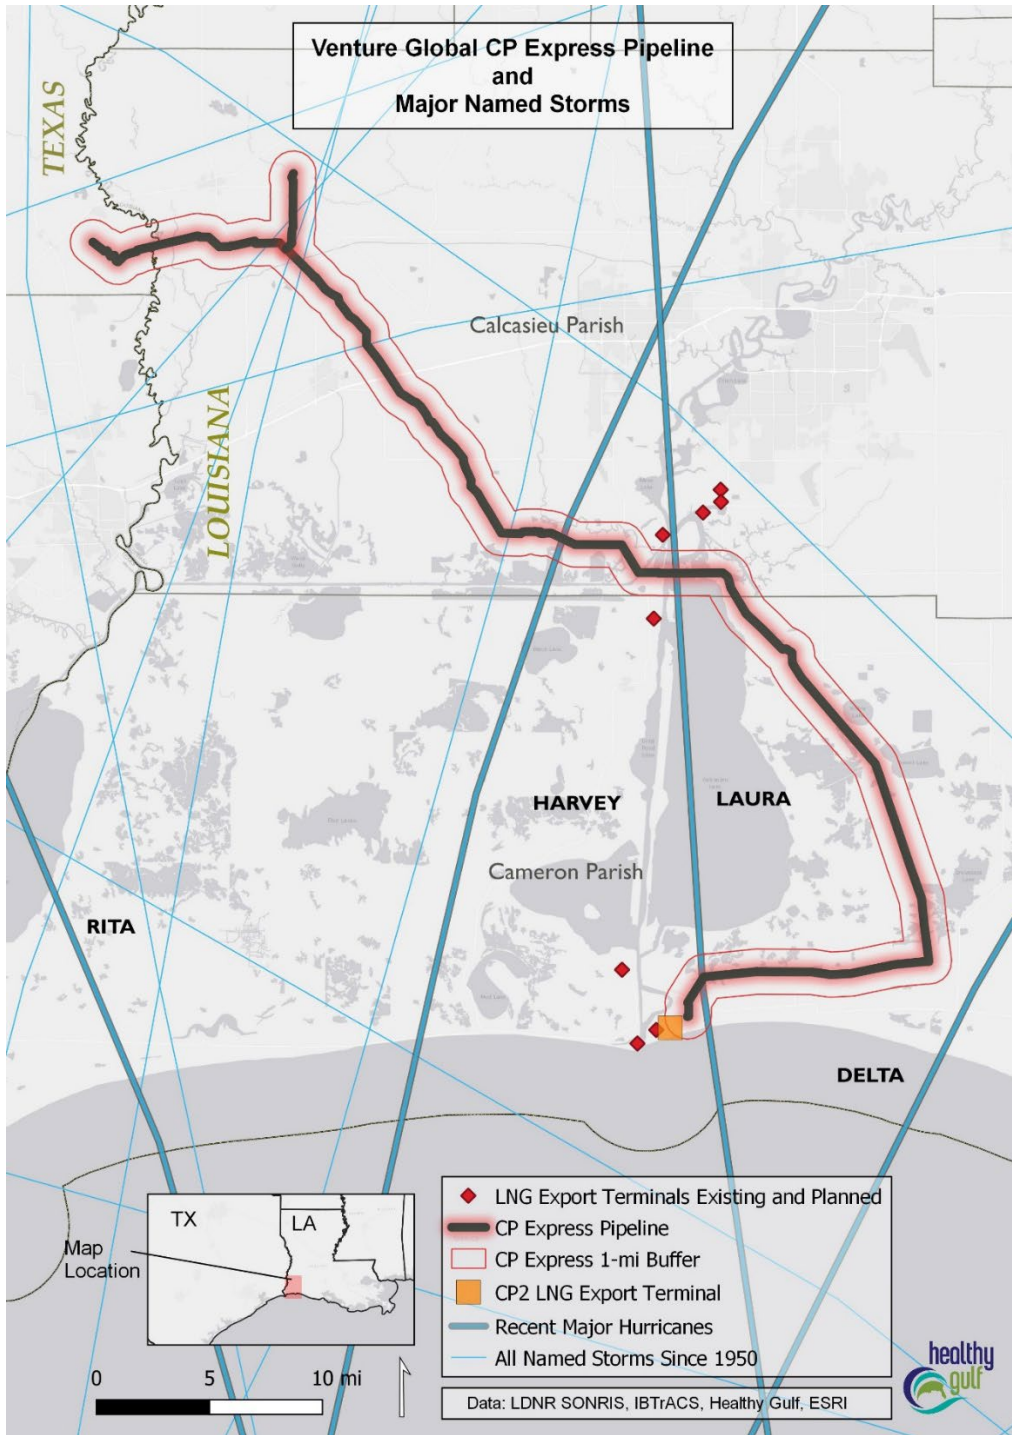 Venture Global CP Express Pipeline
and
Major Named Storms
TEXAS
LOUISIANA
Calcasieu Parish
HARVEY
LAURA
Cameron Parish
RITA
DELTA
TX
LA
Map
Location
0 5 10 mi
LNG Export Terminals Existing and Planned
CP Express Pipeline
CP Express 1-mi Buffer
CP2 LNG Export Terminal
Recent Major Hurricanes
All Named Storms Since 1950
Data: LDNR SONRIS, IBTrACS, Healthy Gulf, ESRI
healthy
gulf